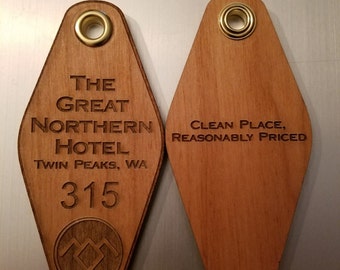 The
Great
Northern
Hotel
Twin Peaks, WA
315
Clean Place,
Reasonably Priced